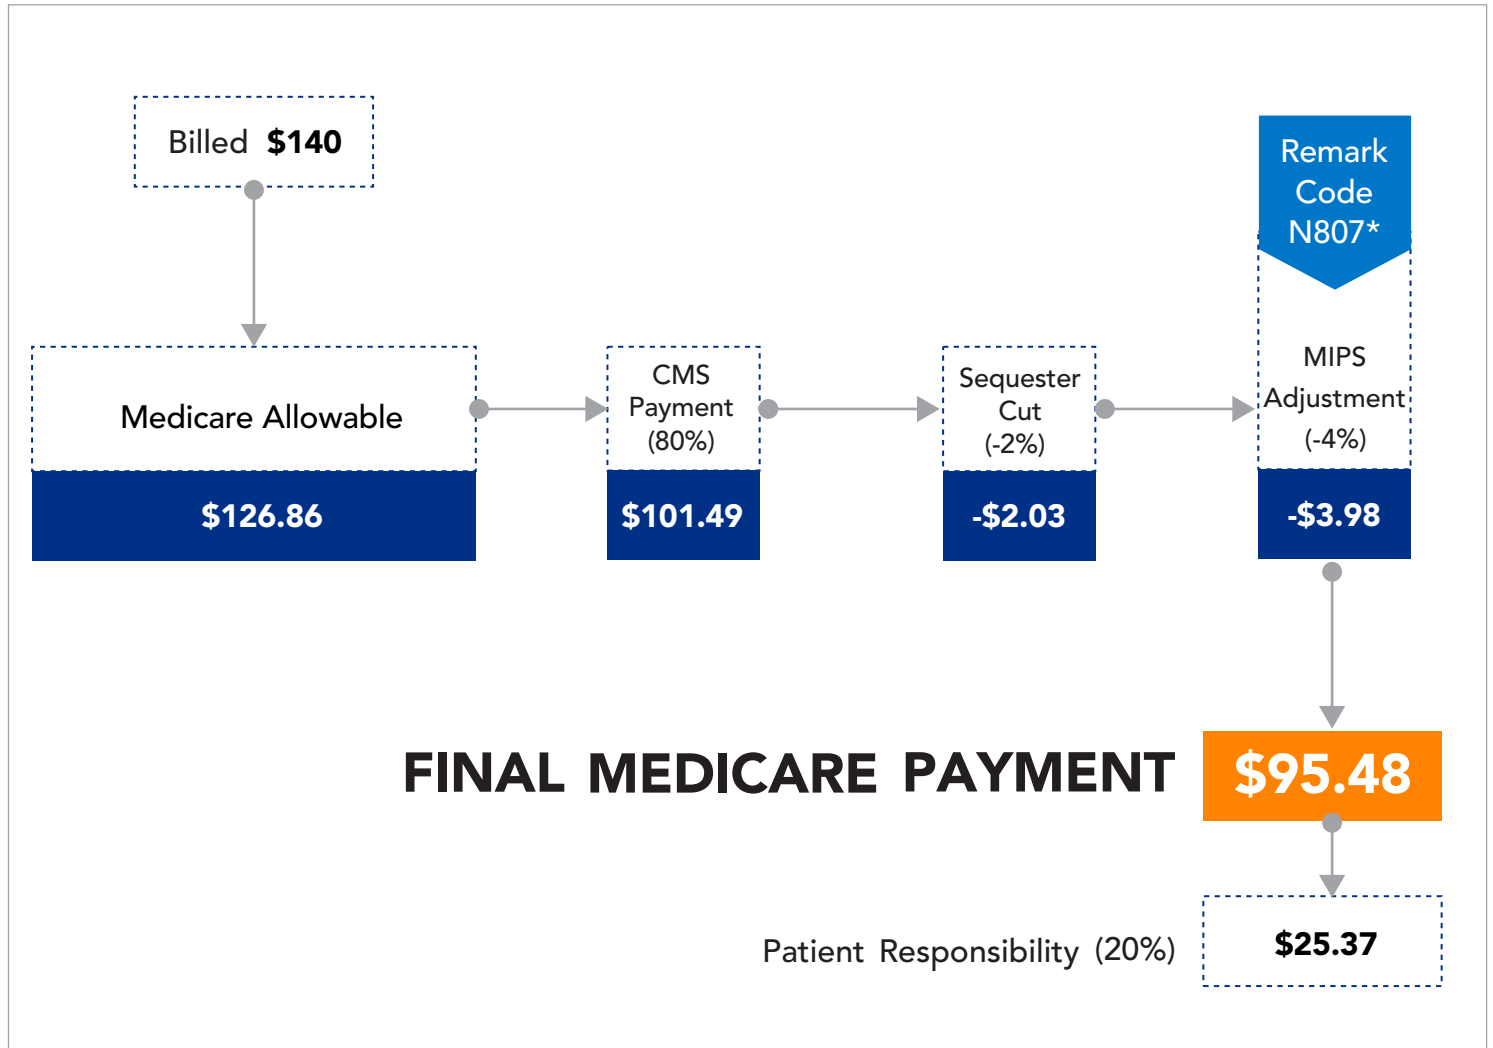 Billed $140
Remark
Code
N807*
Medicare Allowable
$126.86
CMS
Payment
(80%)
$101.49
Sequester
Cut
(-2%)
-$2.03
MIPS
Adjustment
(-4%)
-$3.98
FINAL MEDICARE PAYMENT $95.48
Patient Responsibility (20%) $25.37